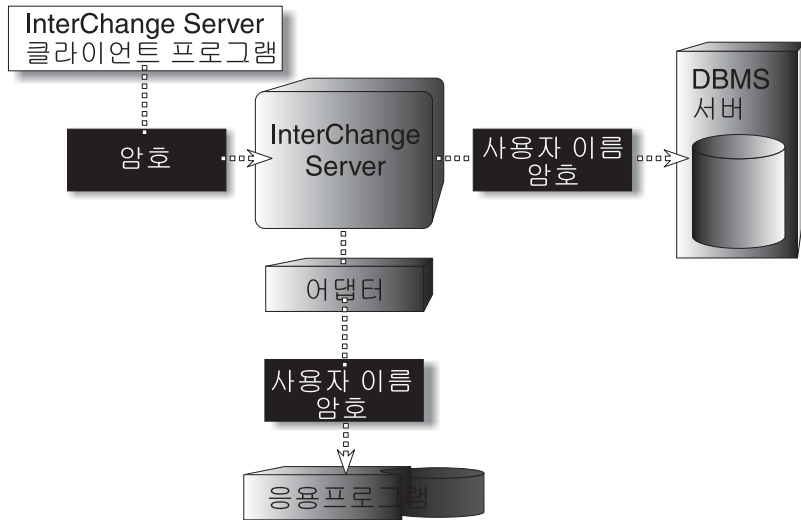 InterChange Server
클라이언트 프로그램
암호
InterChange
Server
사용자 이름
암호
DBMS
서버
어댑터
사용자 이름
암호
응용프로그램